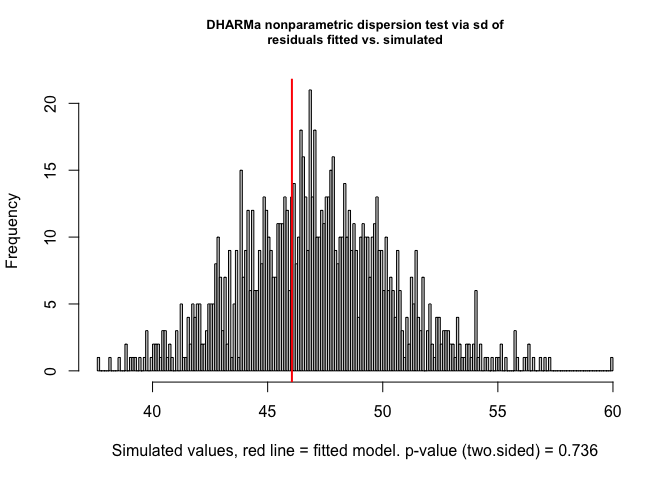 DHARMa nonparametric dispersion test via sd of
residuals fitted vs. simulated
Frequency
20
15
10
5
0
40 45 50 55 60
Simulated values, red line = fitted model. p-value (two.sided) = 0.736